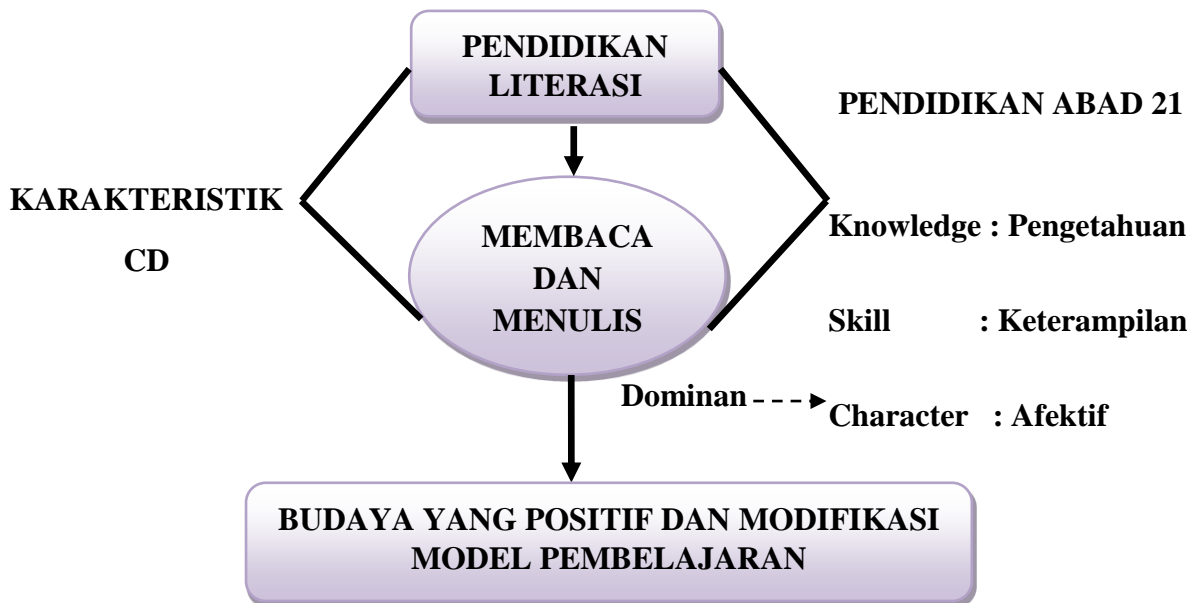 PENDIDIKAN
LITERASI
PENDIDIKAN ABAD 21
KARAKTERISTIK
CD
MEMBACA
DAN
MENULIS
Knowledge : Pengetahuan
Skill : Keterampilan
Dominan
Character : Afektif
BUDAYA YANG POSITIF DAN MODIFIKASI
MODEL PEMBELAJARAN